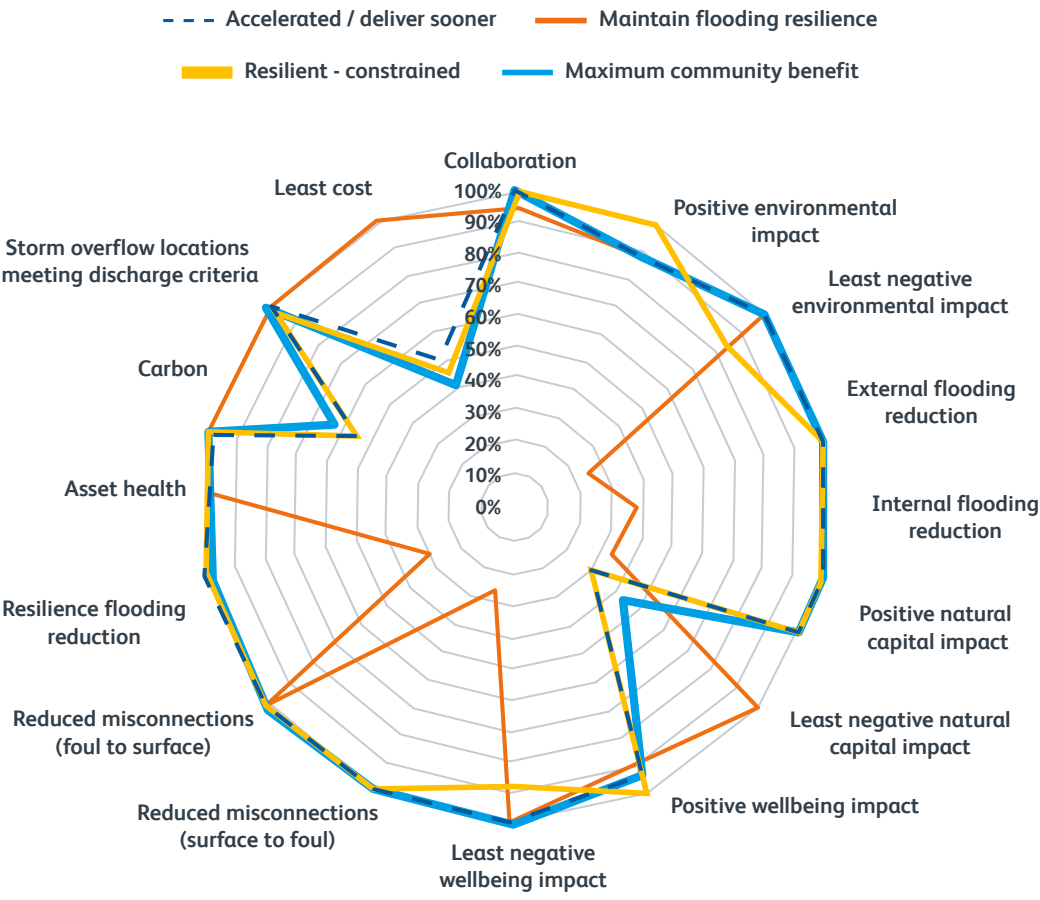 Accelerated / deliver sooner
Maintain flooding resilience
Resilient - constrained
Maximum community benefit
Collaboration
Least cost
Positive environmental
impact
Storm overflow locations
meeting discharge criteria
Least negative
environmental impact
Carbon
External flooding
reduction
Asset health
Internal flooding
reduction
Resilience flooding
reduction
Positive natural
capital impact
Reduced misconnections
(foul to surface)
Least negative natural
capital impact
Reduced misconnections
(surface to foul)
Positive wellbeing impact
Least negative
wellbeing impact
100%
90%
80%
70%
60%
50%
40%
30%
20%
10%
0%